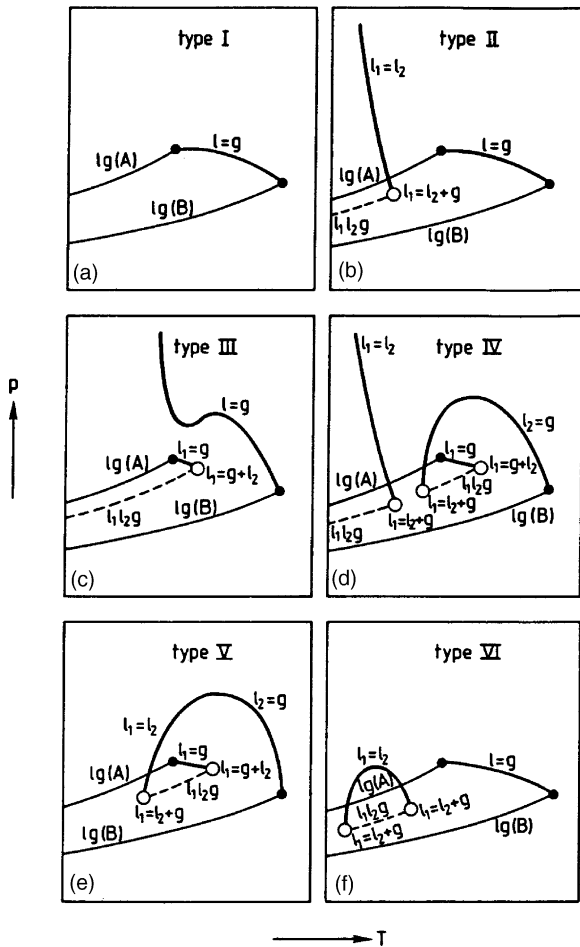 type I
lg(A)
l=g
lg(B)
(a)
type II
l₁=l₂
l=g
lg(A)
l₁=l₂+g
l₁l₂g
lg(B)
(b)
type III
l=g
l₁=g
lg(A)
l₁=g+l₂
l₁l₂g
lg(B)
(c)
type IV
l₁=l₂
l₂=g
l₁=g
lg(A)
l₁=g+l₂
l₁l₂g
l₁=l₂+g
l₁l₂g
l₁=l₂+g
lg(B)
(d)
p
type V
l₂=g
l₁=l₂
l₁=g
l₁=g+l₂
lg(A)
l₁l₂g
l₁=l₂+g
lg(B)
(e)
type VI
l₁=l₂
l=g
lg(A)
l₁l₂g
l₁=l₂+g
l₁=l₂+g
lg(B)
(f)
T